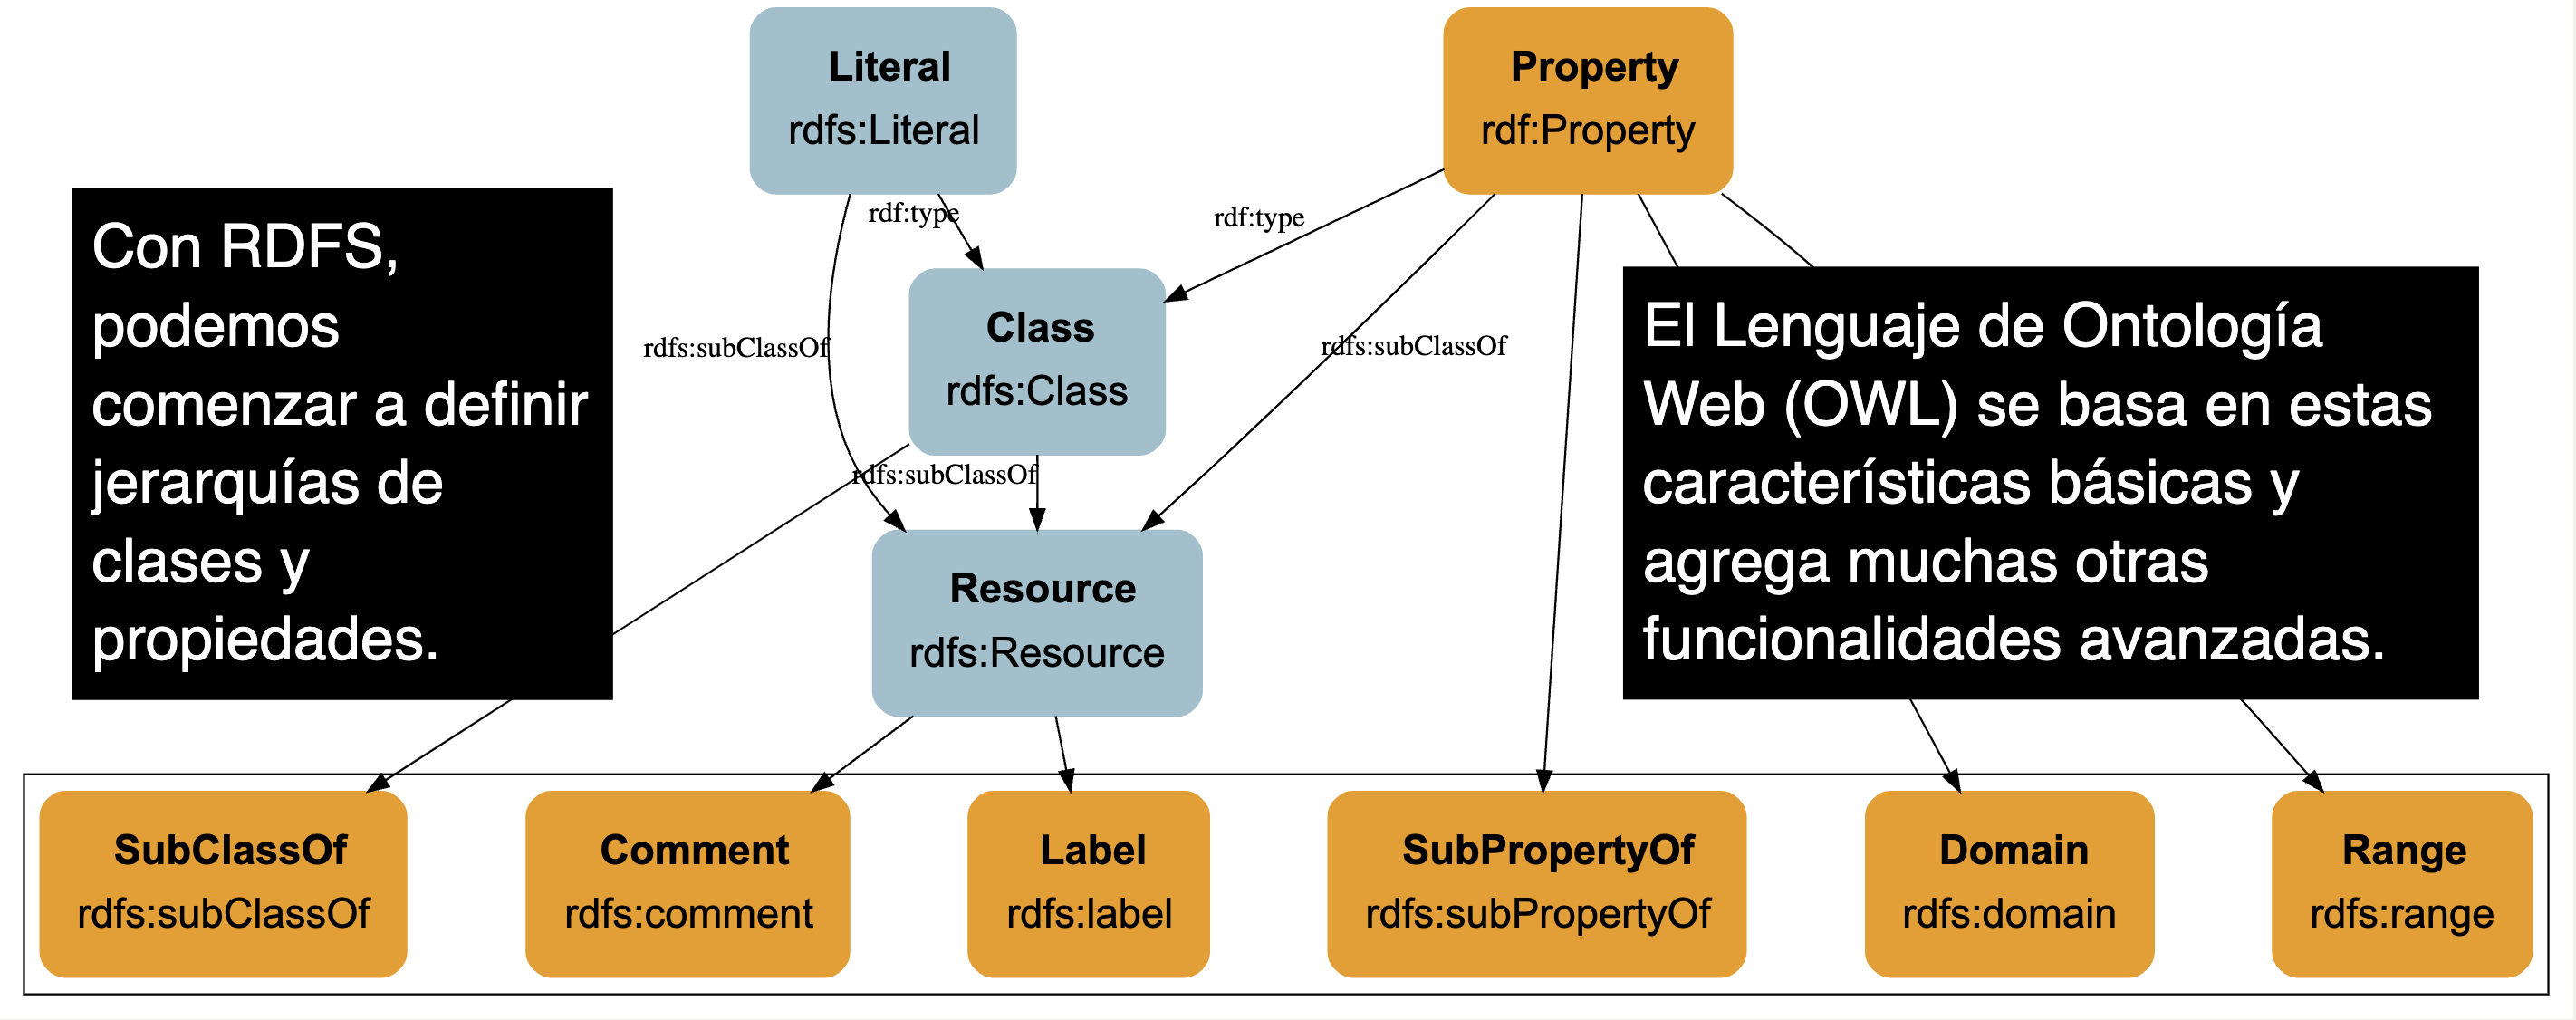 Literal
rdfs:Literal
Property
rdf:Property
rdf:type
rdf:type
Con RDFS,
podemos
comenzar a definir
jerarquías de
clases y
propiedades.
rdfs:subClassOf
Class
rdfs:Class
rdfs:subClassOf
El Lenguaje de Ontología
Web (OWL) se basa en estas
características básicas y
agrega muchas otras
funcionalidades avanzadas.
rdfs:subClassOf
Resource
rdfs:Resource
SubClassOf
rdfs:subClassOf
Comment
rdfs:comment
Label
rdfs:label
SubPropertyOf
rdfs:subPropertyOf
Domain
rdfs:domain
Range
rdfs:range